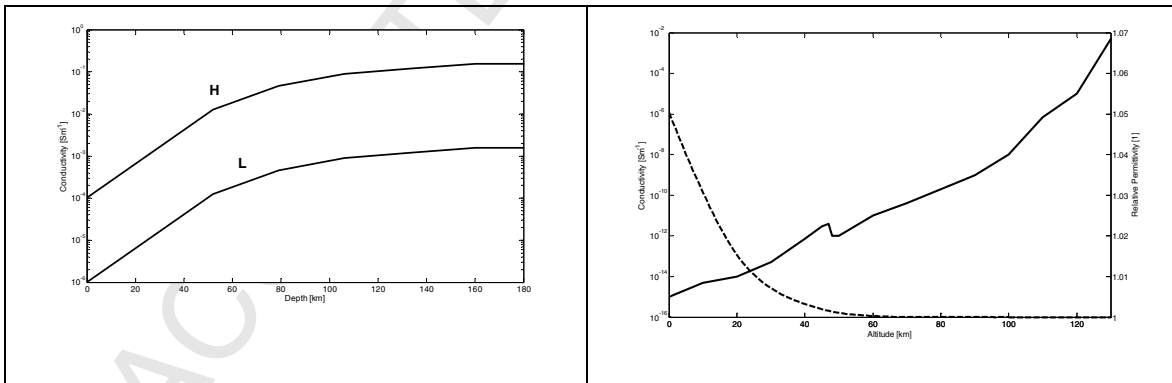 10^0
10^-1
10^-2
10^-3
10^-4
10^-5
10^-6
Conductivity [Sm^-1]
H
L
0 20 40 60 80 100 120 140 160 180
Depth [km]
10^-2
10^-4
10^-6
10^-8
10^-10
10^-12
10^-14
10^-16
Conductivity [Sm^-1]
1.07
1.06
1.05
1.04
1.03
1.02
1.01
1
Relative Permittivity [1]
0 20 40 60 80 100 120
Altitude [km]